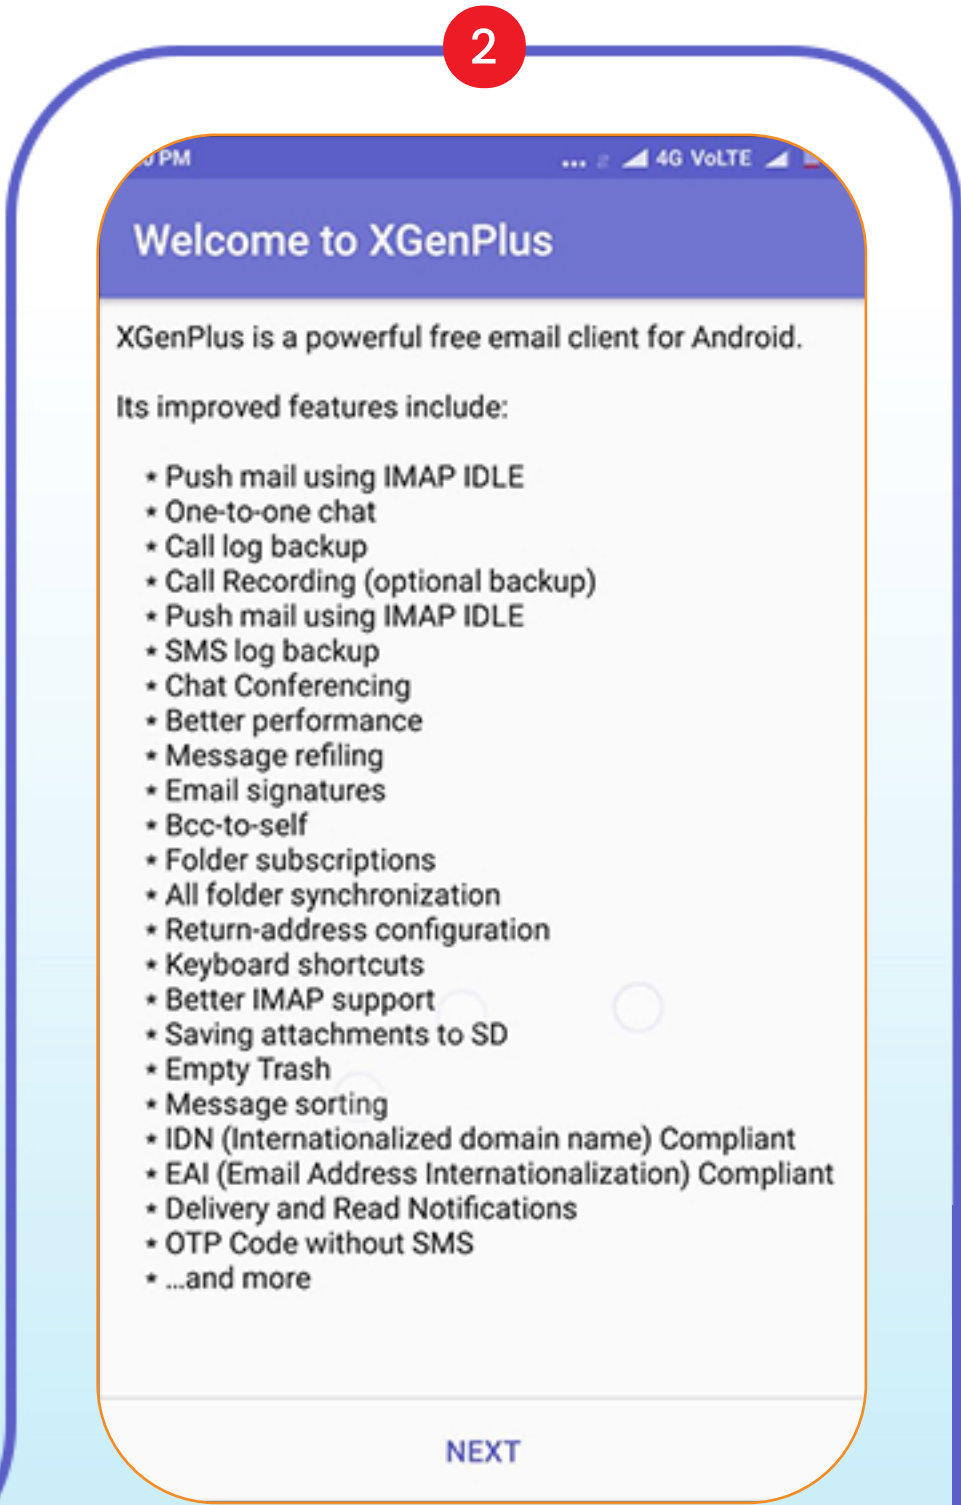 2
PM
... 4G VoLTE
Welcome to XGenPlus
XGenPlus is a powerful free email client for Android.
Its improved features include:
* Push mail using IMAP IDLE
* One-to-one chat
* Call log backup
* Call Recording (optional backup)
* Push mail using IMAP IDLE
* SMS log backup
* Chat Conferencing
* Better performance
* Message refiling
* Email signatures
* Bcc-to-self
* Folder subscriptions
* All folder synchronization
* Return-address configuration
* Keyboard shortcuts
* Better IMAP support
* Saving attachments to SD
* Empty Trash
* Message sorting
* IDN (Internationalized domain name) Compliant
* EAI (Email Address Internationalization) Compliant
* Delivery and Read Notifications
* OTP Code without SMS
* ...and more
NEXT